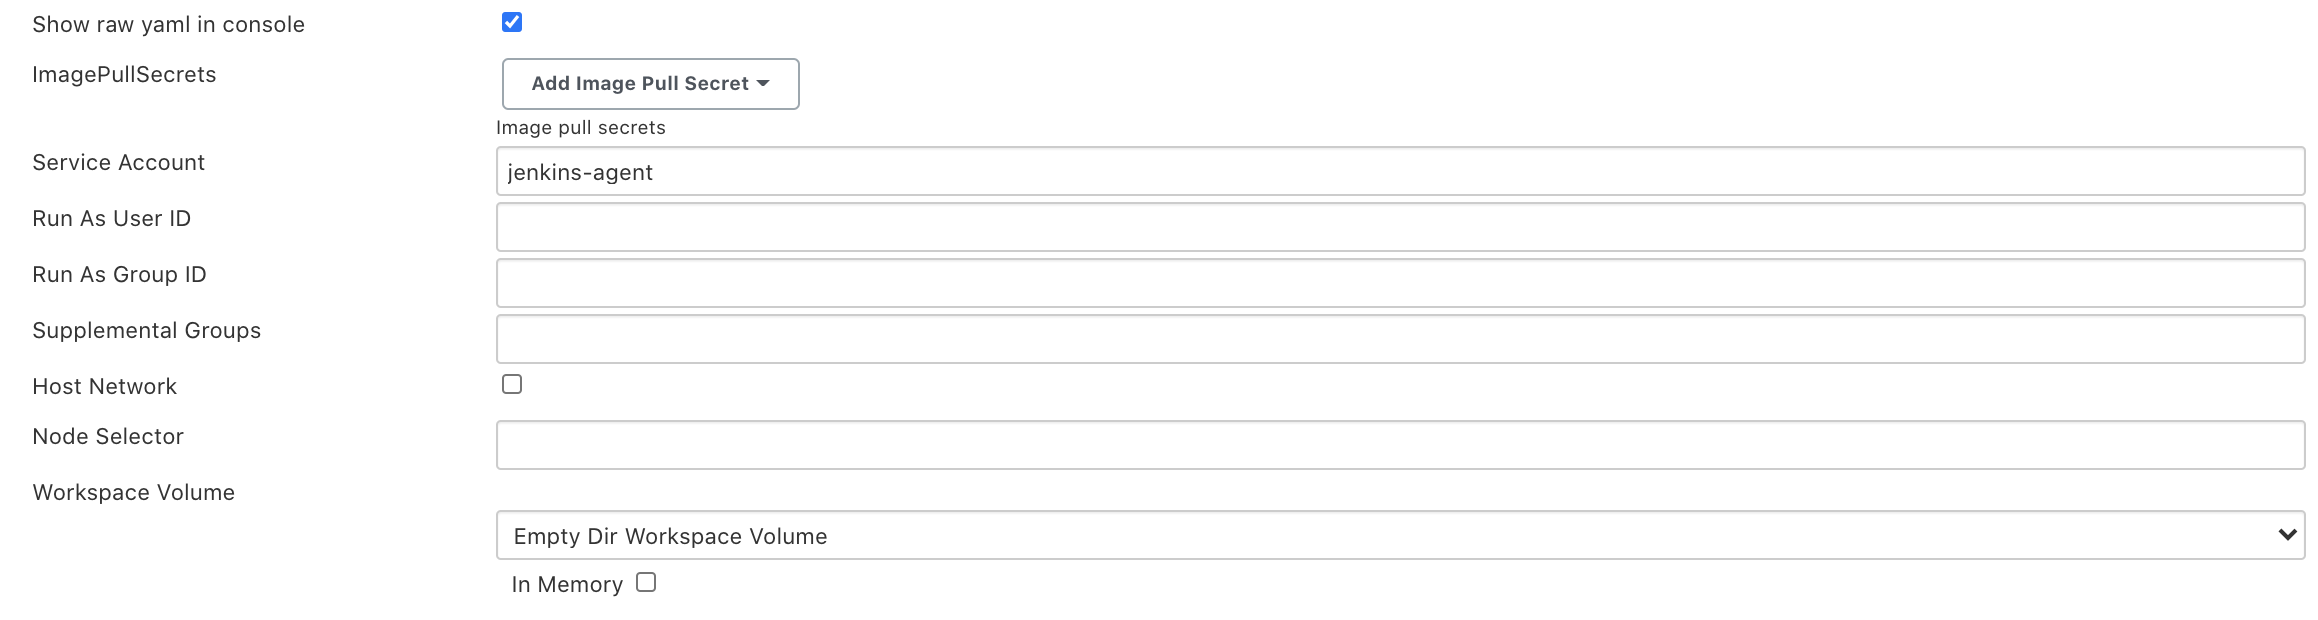 Show raw yaml in console
ImagePullSecrets
Add Image Pull Secret
Image pull secrets
Service Account
jenkins-agent
Run As User ID
Run As Group ID
Supplemental Groups
Host Network
Node Selector
Workspace Volume
Empty Dir Workspace Volume
In Memory